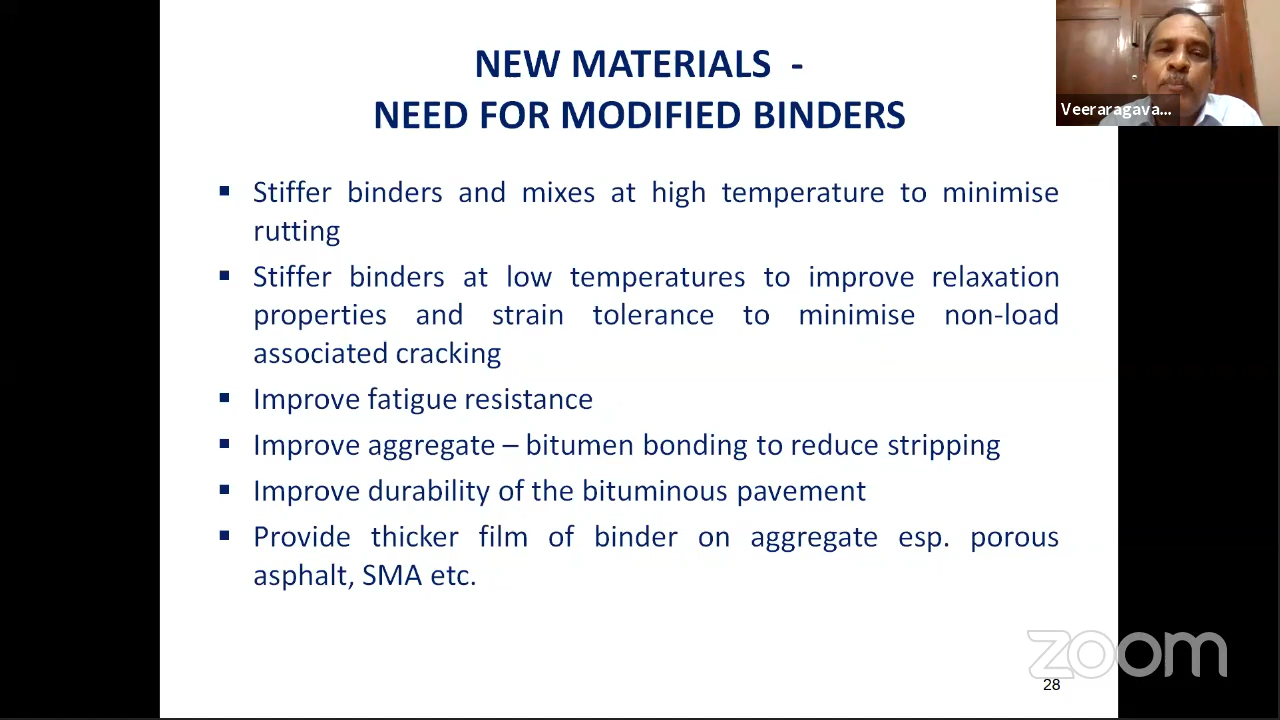 NEW MATERIALS -
NEED FOR MODIFIED BINDERS
Veeraragava...
▪ Stiffer binders and mixes at high temperature to minimise
rutting
▪ Stiffer binders at low temperatures to improve relaxation
properties and strain tolerance to minimise non-load
associated cracking
▪ Improve fatigue resistance
▪ Improve aggregate – bitumen bonding to reduce stripping
▪ Improve durability of the bituminous pavement
▪ Provide thicker film of binder on aggregate esp. porous
asphalt, SMA etc.
zoom
28